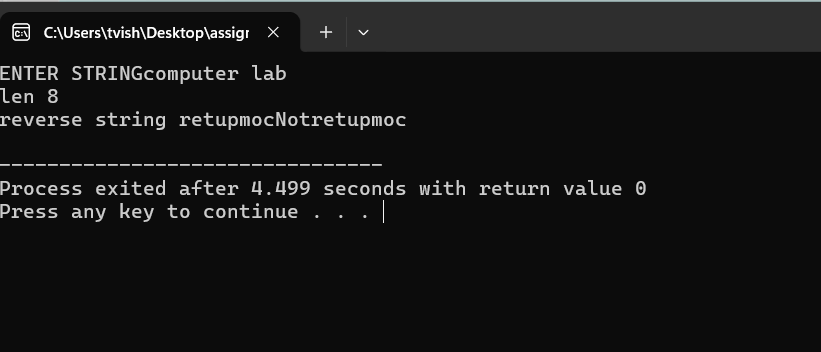 C:\Users\tvish\Desktop\assigr
ENTER STRINGcomputer lab
len 8
reverse string retupmocNotretupmoc
--------------------------------
Process exited after 4.499 seconds with return value 0
Press any key to continue . . .